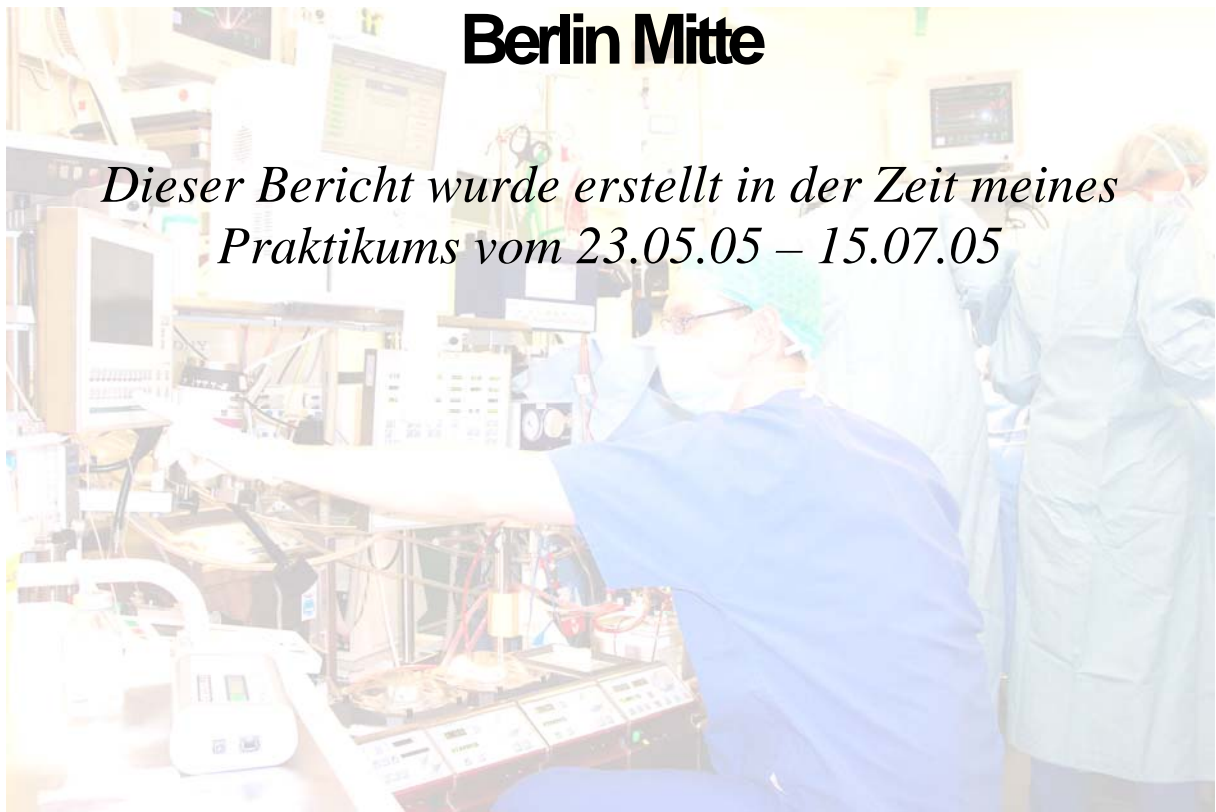 Berlin Mitte
Dieser Bericht wurde erstellt in der Zeit meines
Praktikums vom 23.05.05 – 15.07.05